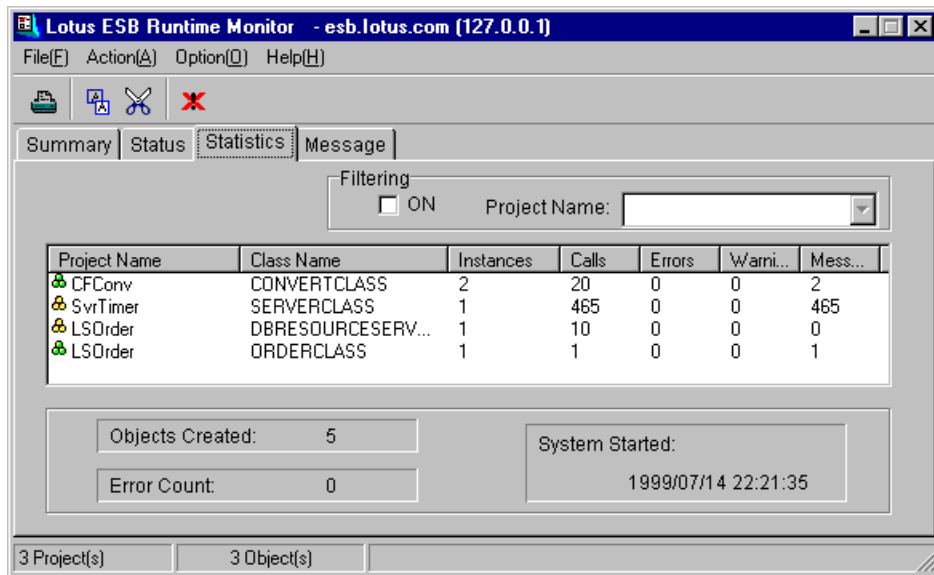 Lotus ESB Runtime Monitor - esb.lotus.com (127.0.0.1)
File(F) Action(A) Option(O) Help(H)
Summary Status Statistics Message
Filtering
ON Project Name:
Project Name Class Name Instances Calls Errors Warni... Mess...
CFConv CONVERTCLASS 2 20 0 0 2
SvrTimer SERVERCLASS 1 465 0 0 465
LSOrder DBRESOURCESERV... 1 10 0 0 0
LSOrder ORDERCLASS 1 1 0 0 1
Objects Created: 5
Error Count: 0
System Started:
1999/07/14 22:21:35
3 Project(s) 3 Object(s)